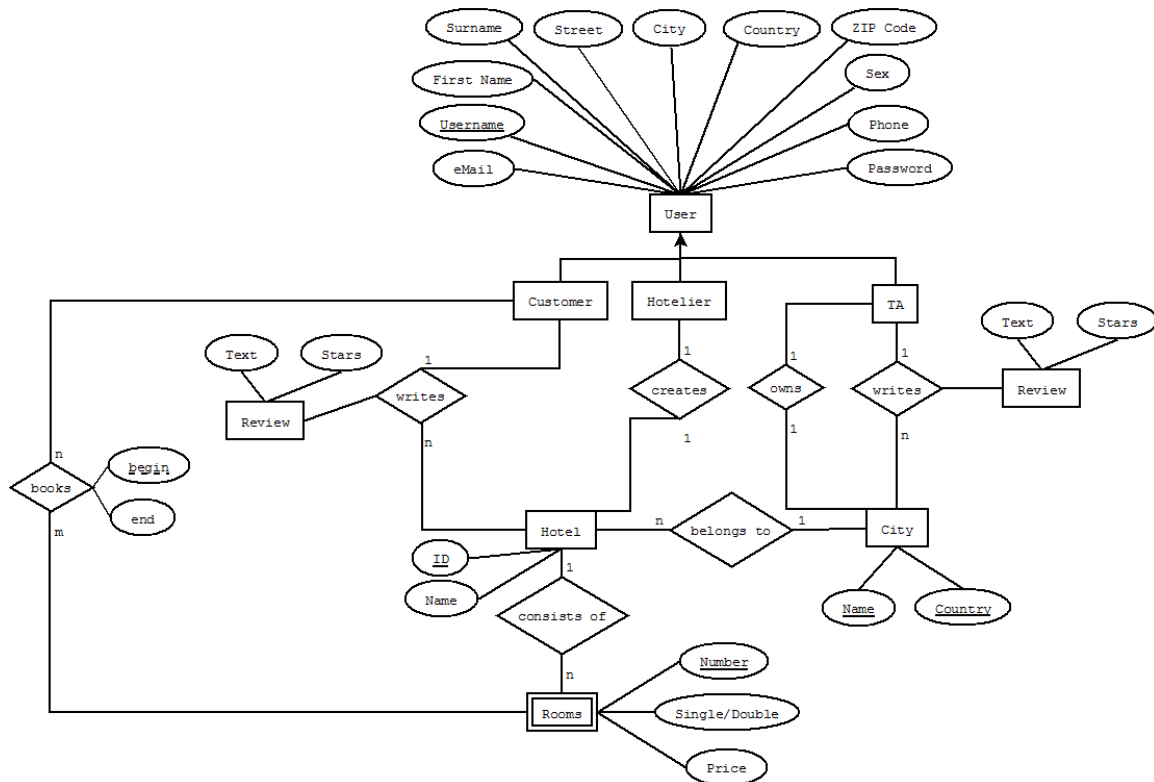 Surname
Street
City
Country
ZIP Code
First Name
Sex
Username
Phone
eMail
Password
User
Customer
Hotelier
TA
Text
Stars
Text
Stars
1
1
1
1
Review
writes
creates
owns
writes
Review
n
1
1
n
n
books
begin
end
m
Hotel
n
belongs to
1
City
ID
1
Name
consists of
Name
Country
n
Number
Rooms
Single/Double
Price